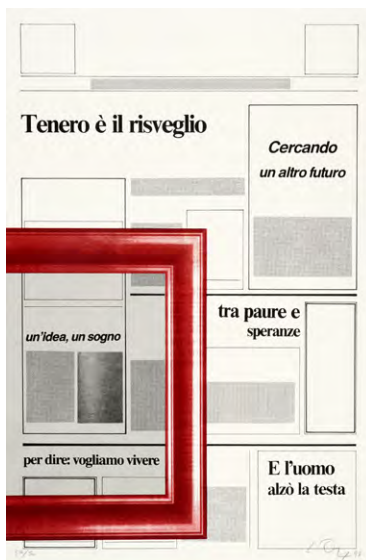 Tenero è il risveglio
Cercando
un altro futuro
tra paure e
speranze
un'idea, un sogno
per dire: vogliamo vivere
E l'uomo
alzò la testa